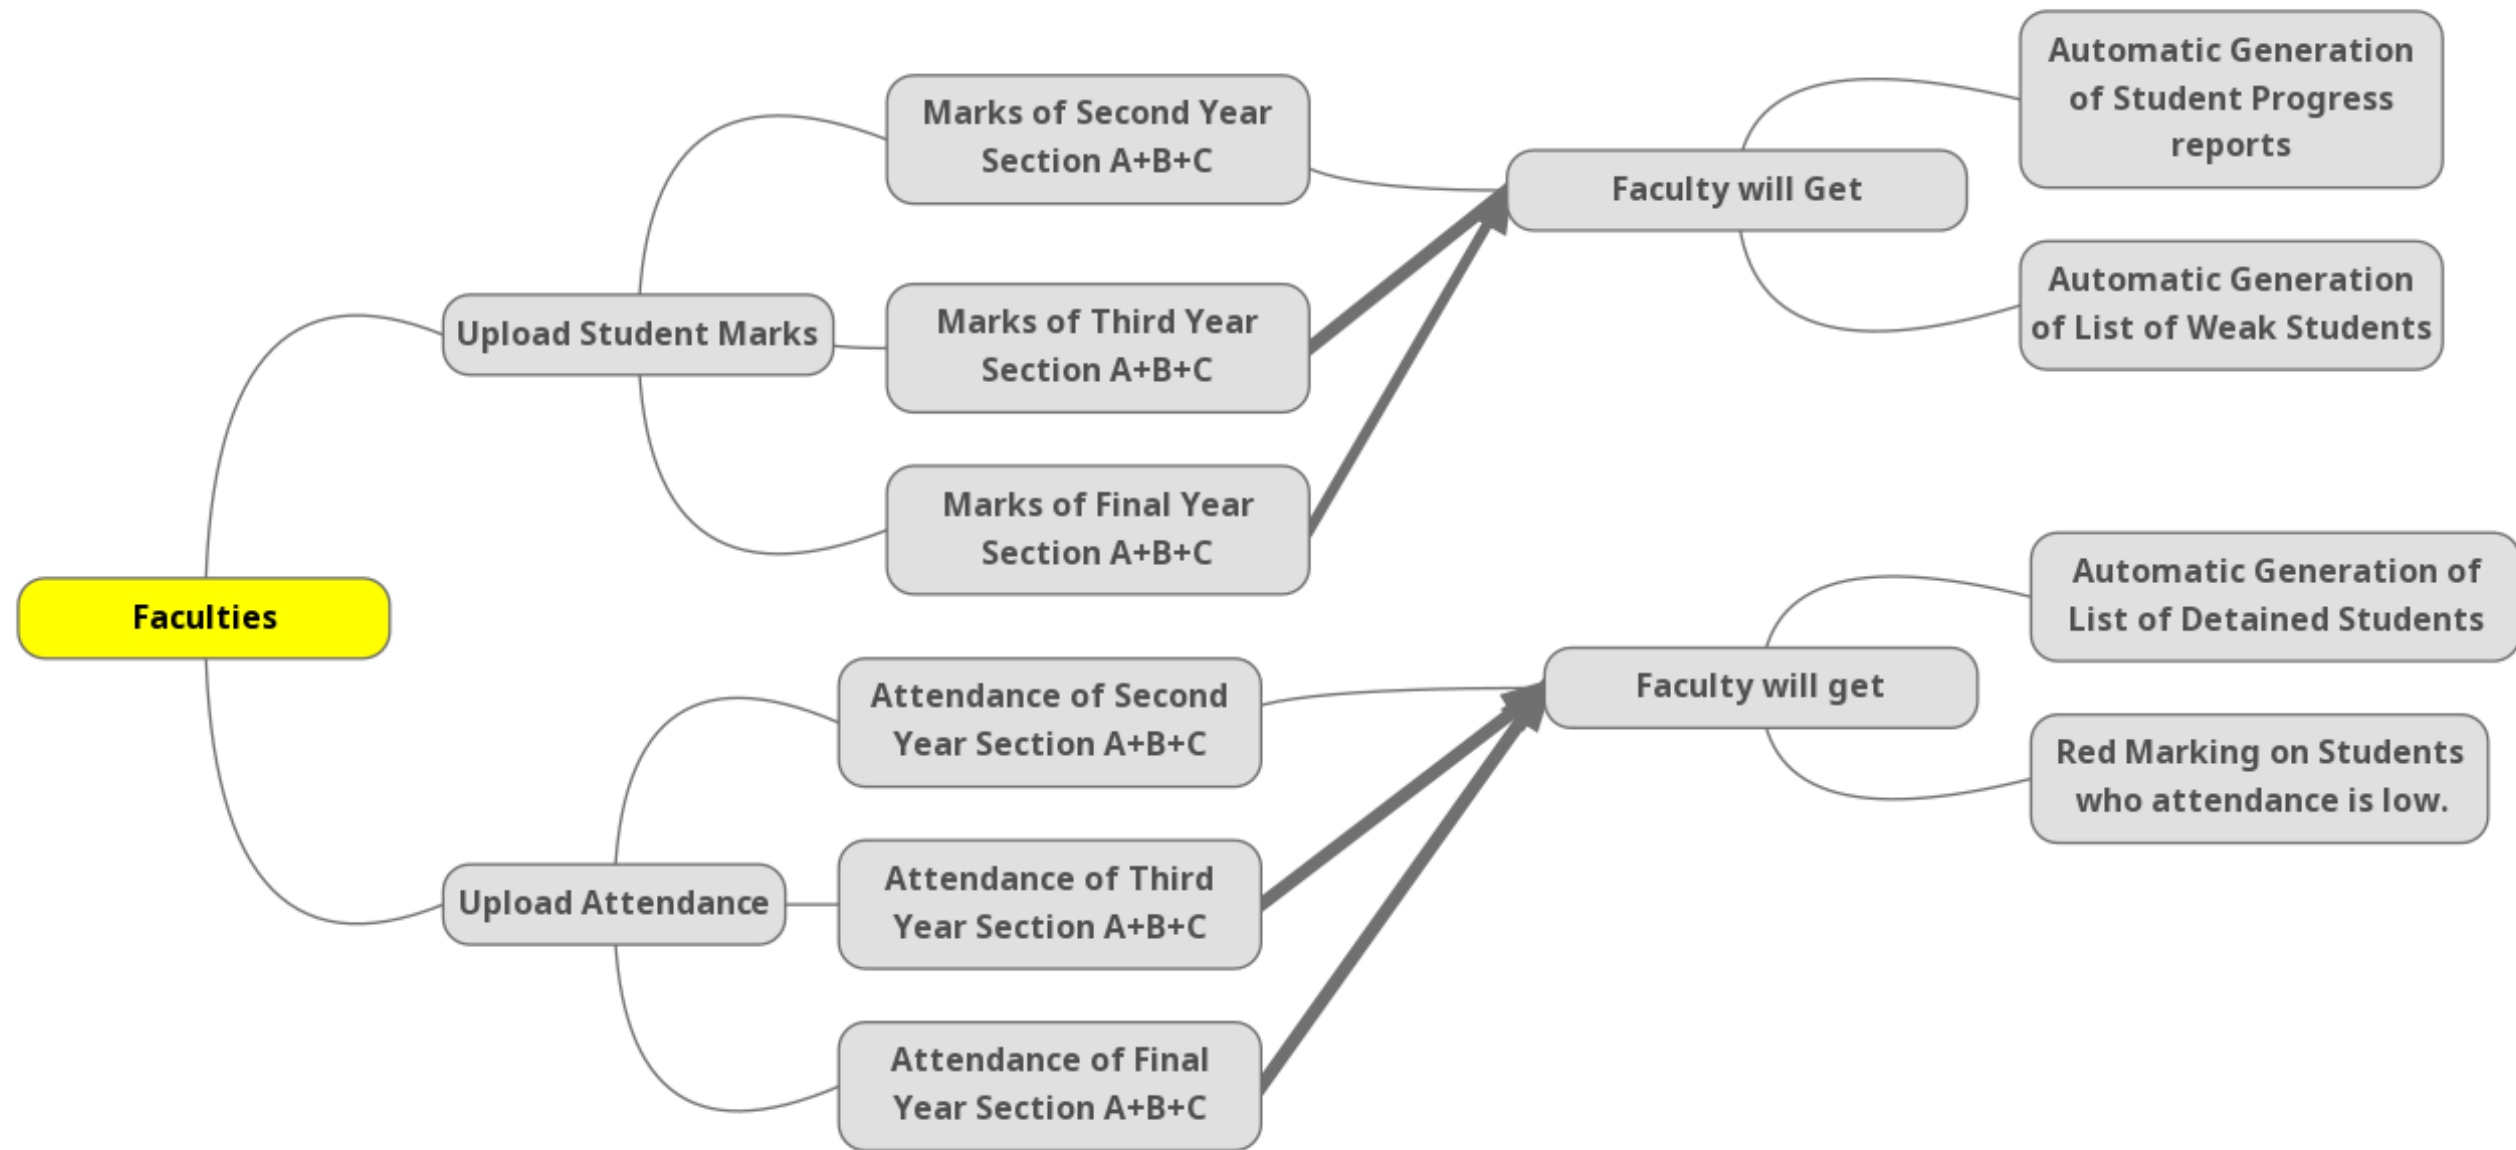 Faculties
Upload Student Marks
Marks of Second Year
Section A+B+C
Marks of Third Year
Section A+B+C
Marks of Final Year
Section A+B+C
Faculty will Get
Automatic Generation
of Student Progress
reports
Automatic Generation
of List of Weak Students
Upload Attendance
Attendance of Second
Year Section A+B+C
Attendance of Third
Year Section A+B+C
Attendance of Final
Year Section A+B+C
Faculty will get
Automatic Generation of
List of Detained Students
Red Marking on Students
who attendance is low.